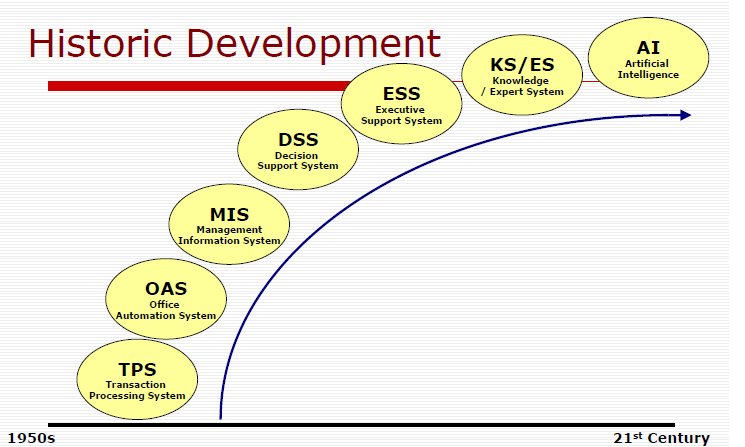 Historic Development
AI
Artificial
Intelligence
KS/ES
Knowledge
/ Expert System
ESS
Executive
Support System
DSS
Decision
Support System
MIS
Management
Information System
OAS
Office
Automation System
TPS
Transaction
Processing System
1950s
21st Century